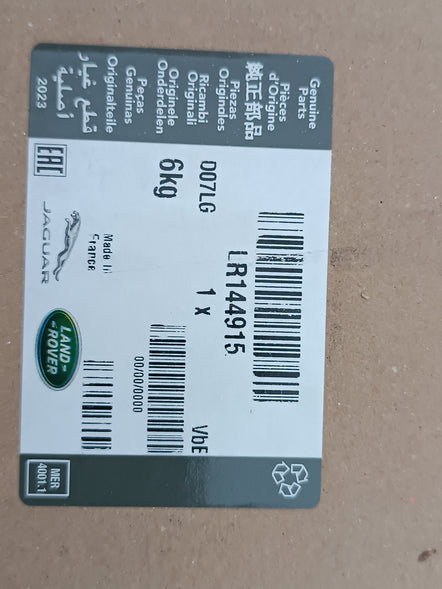 Genuine
Parts
Pièces
d'Origine
純正部品
Piezas
Originales
Ricambi
Originali
Originele
Onderdelen
Peças
Genuínas
Originalteile
قطع غيار
أصلية
2023
LR144915
D07LG
1 x
VbE
6kg
00/00/0000
Made In
France
EAC
JAGUAR
LAND-
-ROVER
MER
4001.1